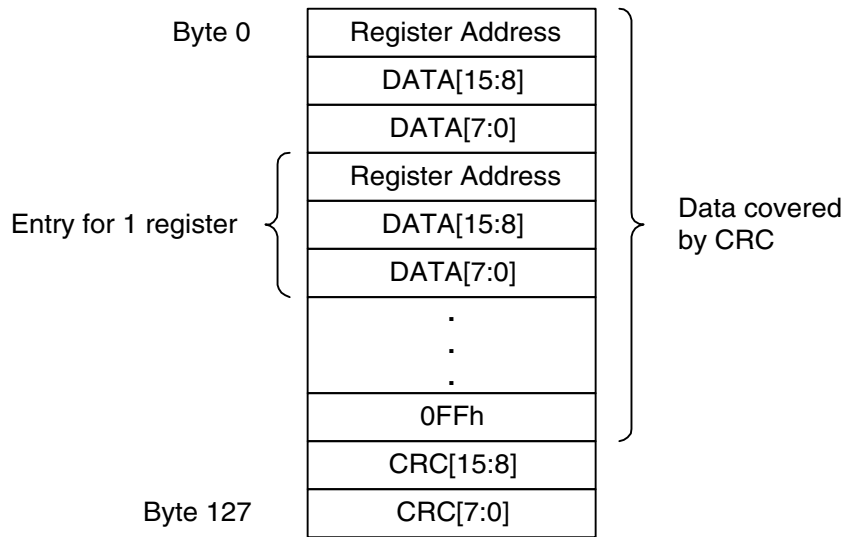 Byte 0
Register Address
DATA[15:8]
DATA[7:0]
Entry for 1 register
Register Address
DATA[15:8]
DATA[7:0]
.
.
.
0FFh
CRC[15:8]
Byte 127
CRC[7:0]
Data covered
by CRC